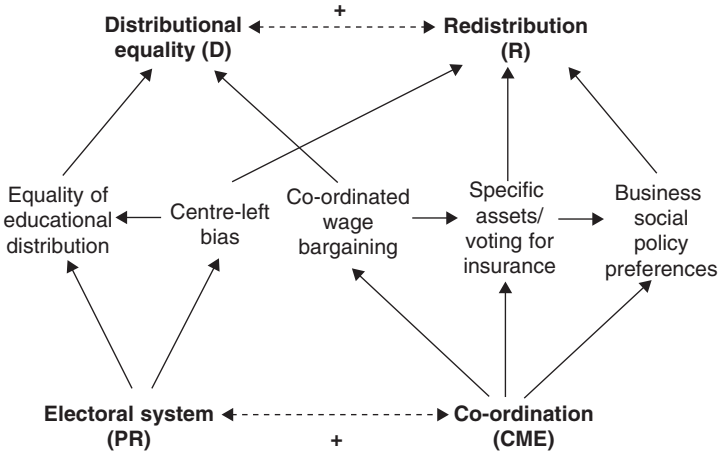 +
Distributional
equality (D)
Redistribution
(R)
Equality of
educational
distribution
Centre-left
bias
Co-ordinated
wage
bargaining
Specific
assets/
voting for
insurance
Business
social
policy
preferences
Electoral system
(PR)
+
Co-ordination
(CME)